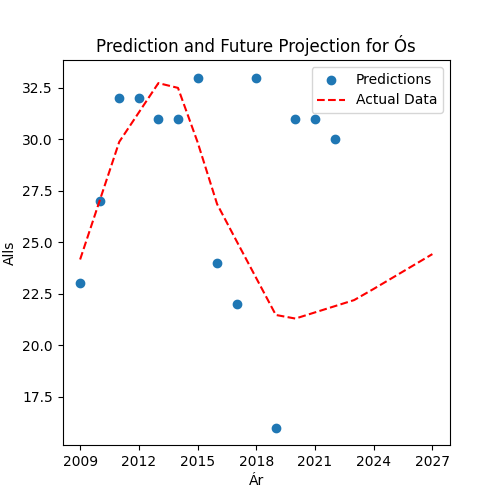 Prediction and Future Projection for Ós
Predictions
Actual Data
32.5
30.0
27.5
25.0
22.5
20.0
17.5
Alls
2009 2012 2015 2018 2021 2024 2027
Ár